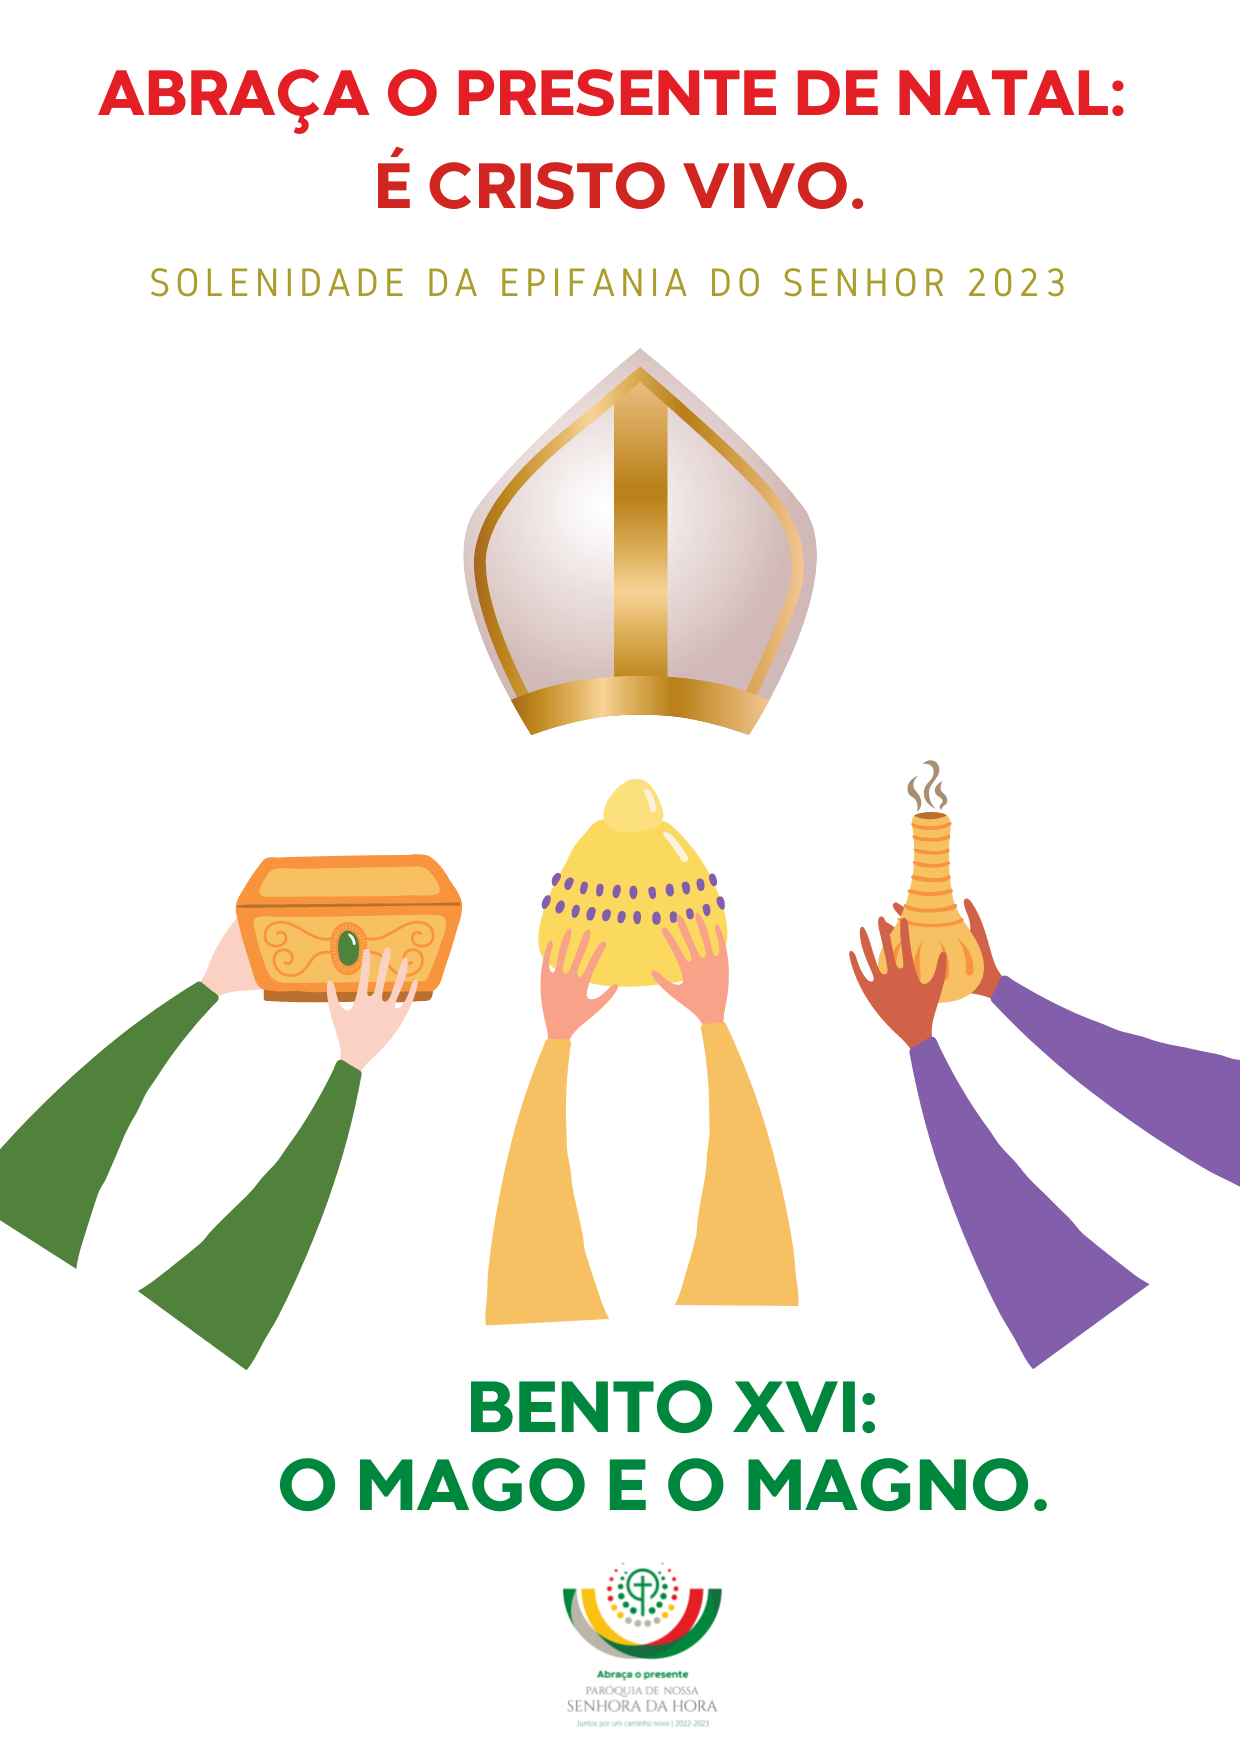 ABRAÇA O PRESENTE DE NATAL:
É CRISTO VIVO.
SOLENIDADE DA EPIFANIA DO SENHOR 2023
BENTO XVI:
O MAGO E O MAGNO.
Abraça o presente
PARÓQUIA DE NOSSA
SENHORA DA HORA
Juntos por um caminho novo | 2022-2023